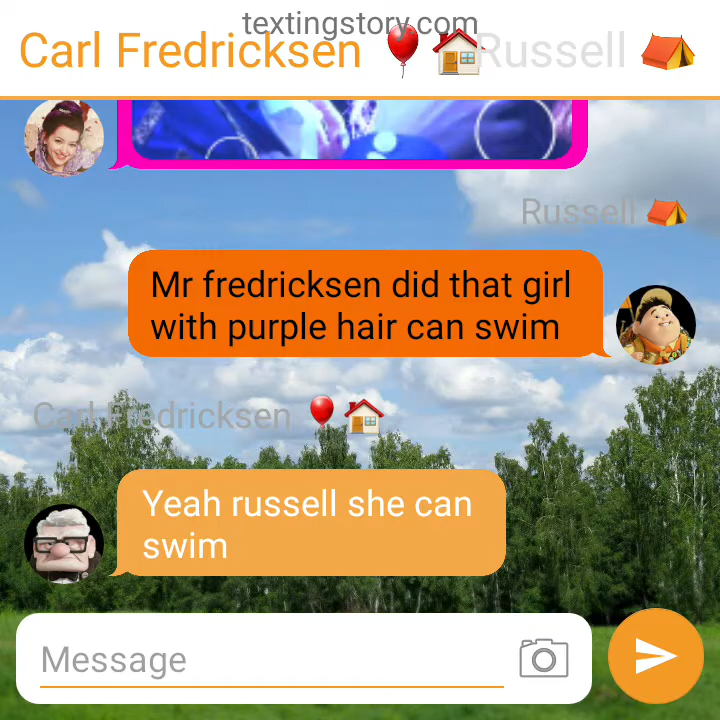 textingstory.com
Carl Fredricksen 🎈🏠 Russell ⛺
Russell ⛺
Mr fredricksen did that girl
with purple hair can swim
Carl Fredricksen 🎈🏠
Yeah russell she can
swim
Message